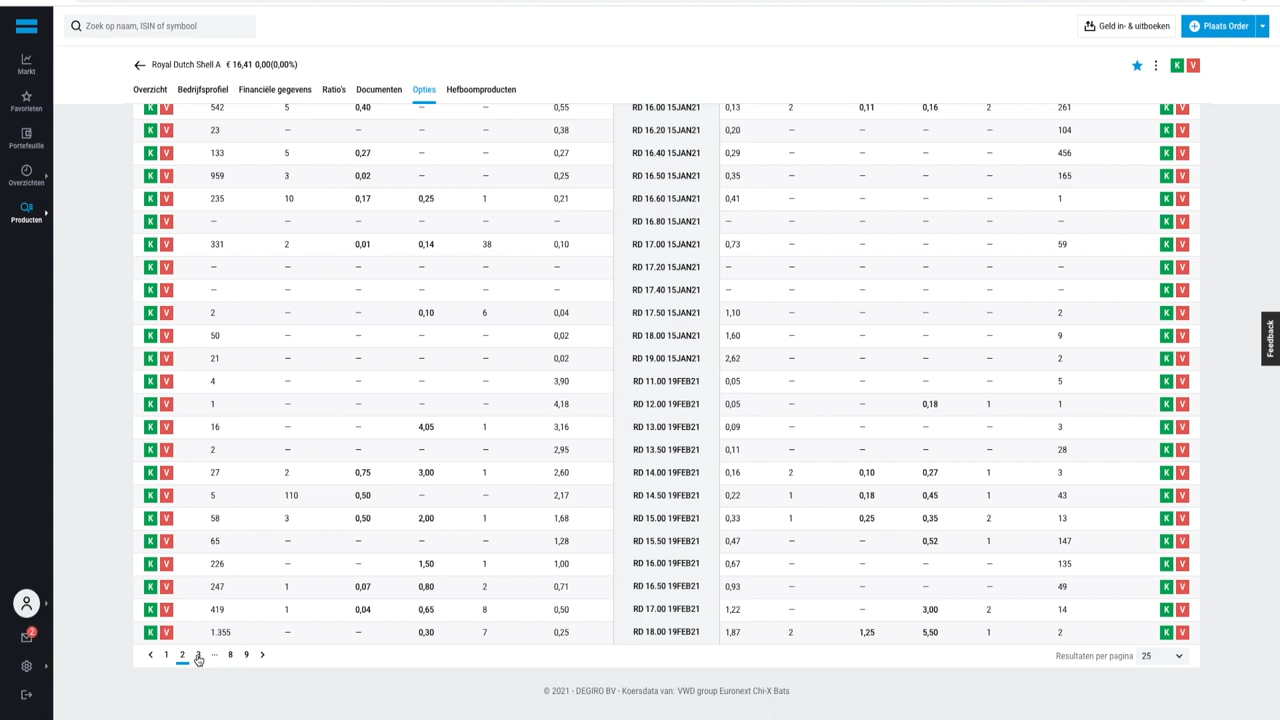 Zoek op naam, ISIN of symbool
Geld in- & uitboeken
Plaats Order
Markt
Favorieten
Portefeuille
Overzichten
Producten
2
Royal Dutch Shell A € 16,41 0,00(0,00%)
K V
Overzicht Bedrijfsprofiel Financiële gegevens Ratio's Documenten Opties Hefboomproducten
K V 542 5 0,40 — — 0,55 RD 16.00 15JAN21 0,13 2 0,11 0,16 2 261 K V
K V 23 — — — — 0,38 RD 16.20 15JAN21 0,20 — — — — 104 K V
K V 133 5 0,27 — — 0,27 RD 16.40 15JAN21 0,29 — — — — 456 K V
K V 959 3 0,02 — — 0,25 RD 16.50 15JAN21 0,35 — — — — 165 K V
K V 235 10 0,17 0,25 1 0,21 RD 16.60 15JAN21 0,41 — — — — 1 K V
K V — — — — — — RD 16.80 15JAN21 — — — — — — K V
K V 331 2 0,01 0,14 38 0,10 RD 17.00 15JAN21 0,73 — — — — 59 K V
K V — — — — — — RD 17.20 15JAN21 — — — — — — K V
K V — — — — — — RD 17.40 15JAN21 — — — — — — K V
K V 2 — — 0,10 6 0,04 RD 17.50 15JAN21 1,10 — — — — 2 K V
K V 50 — — — — 0,02 RD 18.00 15JAN21 1,60 — — — — 9 K V
K V 21 — — — — 0,02 RD 19.00 15JAN21 2,62 — — — — 2 K V
K V 4 — — — — 3,90 RD 11.00 19FEB21 0,05 — — — — 5 K V
K V 1 — — — — 4,18 RD 12.00 19FEB21 0,05 — — 0,18 1 1 K V
K V 16 — — 4,05 1 3,16 RD 13.00 19FEB21 0,09 — — — — 3 K V
K V 2 — — — — 2,95 RD 13.50 19FEB21 0,11 — — — — 28 K V
K V 27 2 0,75 3,00 1 2,60 RD 14.00 19FEB21 0,16 2 0,10 0,27 1 3 K V
K V 5 110 0,50 — — 2,17 RD 14.50 19FEB21 0,22 1 0,18 0,45 1 43 K V
K V 58 3 0,50 2,00 1 1,68 RD 15.00 19FEB21 0,33 1 0,25 0,35 2 13 K V
K V 65 — — — — 1,28 RD 15.50 19FEB21 0,47 — — 0,52 1 147 K V
K V 226 — — 1,50 1 1,00 RD 16.00 19FEB21 0,67 — — — — 135 K V
K V 247 1 0,07 0,80 — 0,71 RD 16.50 19FEB21 0,93 — — — — 49 K V
K V 419 1 0,04 0,65 8 0,50 RD 17.00 19FEB21 1,22 — — 3,00 2 14 K V
K V 1.355 — — 0,30 7 0,25 RD 18.00 19FEB21 1,87 2 1,25 5,50 1 2 K V
1 2 3 ... 8 9
Resultaten per pagina 25
© 2021 - DEGIRO BV - Koersdata van: VWD group Euronext Chi-X Bats
Feedback